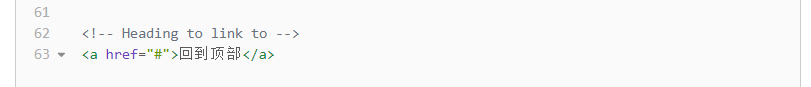 61
62 <!-- Heading to link to -->
63 <a href="#">回到顶部</a>